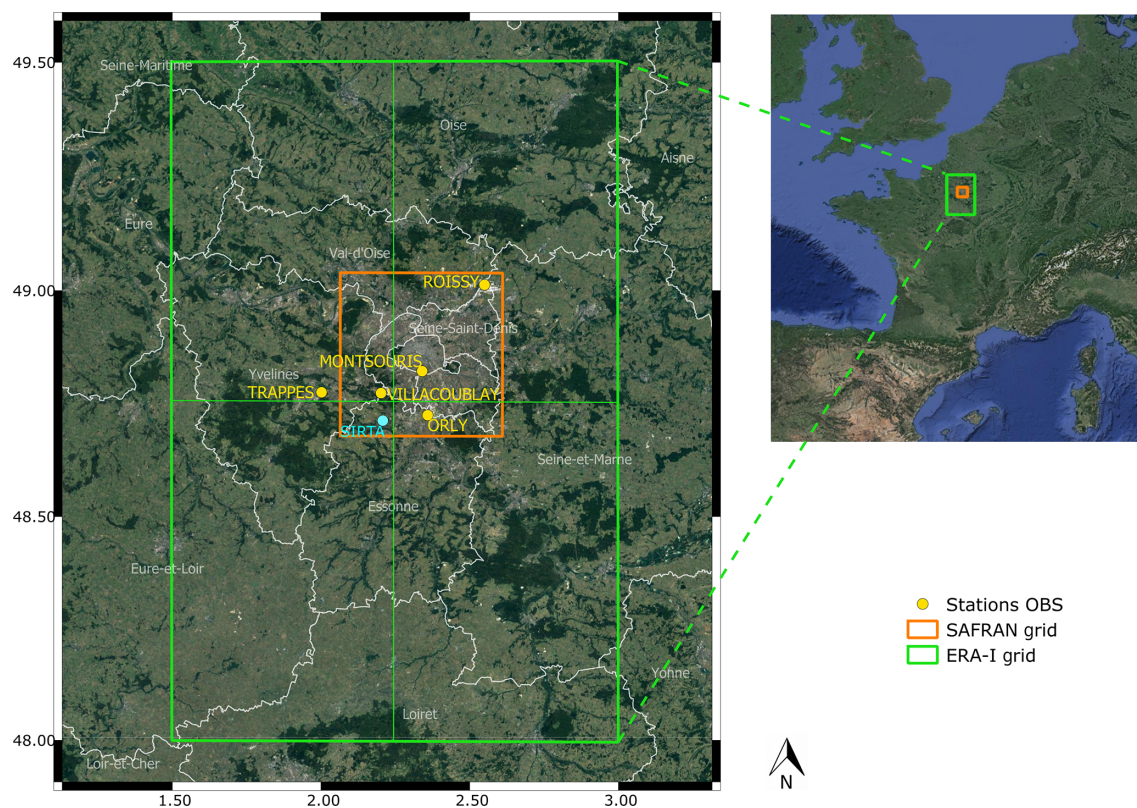 49.50
Seine-Maritime
Oise
Aisne
Eure
Val-d'Oise
49.00
ROISSY
Seine-Saint-Denis
MONTSOURIS
Yvelines
TRAPPES
VILLACOUBLAY
SIRTA
ORLY
Seine-et-Marne
48.50
Essonne
Eure-et-Loir
Yonne
Loiret
48.00
Loir-et-Cher
1.50
2.00
2.50
3.00
Stations OBS
SAFRAN grid
ERA-I grid
N